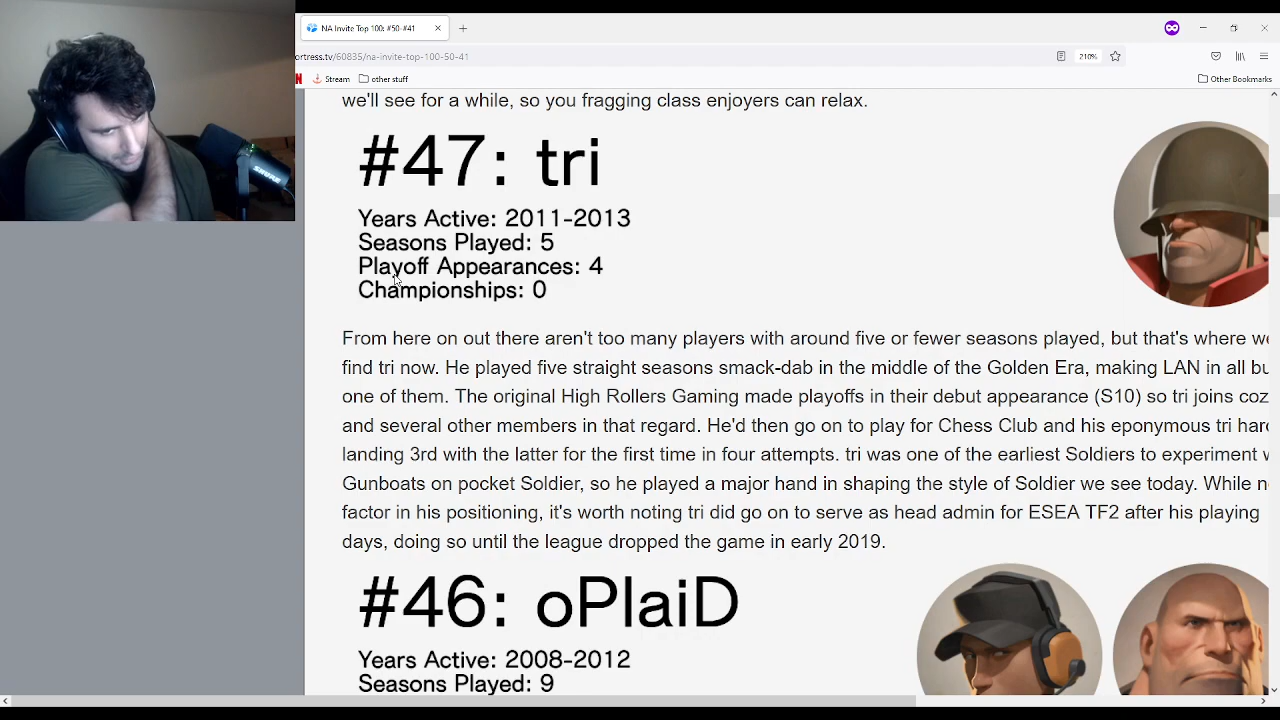 NA Invite Top 100: #50-#41
ortress.tv/60835/na-invite-top-100-50-41
210%
Stream
other stuff
Other Bookmarks
we'll see for a while, so you fragging class enjoyers can relax.
#47: tri
Years Active: 2011-2013
Seasons Played: 5
Playoff Appearances: 4
Championships: 0
From here on out there aren't too many players with around five or fewer seasons played, but that's where we
find tri now. He played five straight seasons smack-dab in the middle of the Golden Era, making LAN in all bu
one of them. The original High Rollers Gaming made playoffs in their debut appearance (S10) so tri joins coz
and several other members in that regard. He'd then go on to play for Chess Club and his eponymous tri hard
landing 3rd with the latter for the first time in four attempts. tri was one of the earliest Soldiers to experiment w
Gunboats on pocket Soldier, so he played a major hand in shaping the style of Soldier we see today. While n
factor in his positioning, it's worth noting tri did go on to serve as head admin for ESEA TF2 after his playing
days, doing so until the league dropped the game in early 2019.
#46: oPlaiD
Years Active: 2008-2012
Seasons Played: 9
SHURE